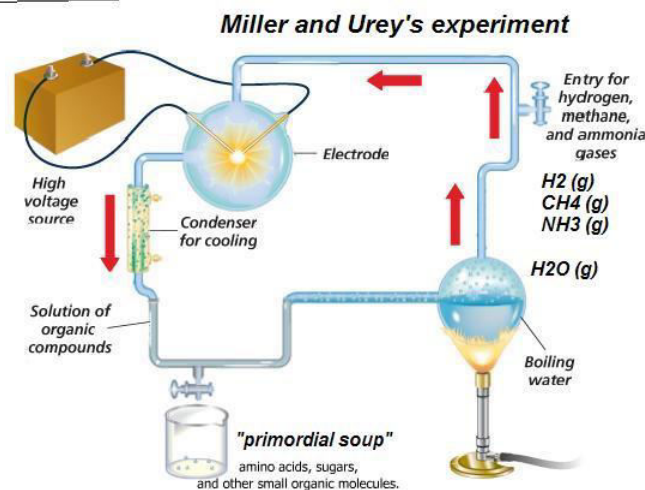 Miller and Urey's experiment
Entry for
hydrogen,
methane,
and ammonia
gases
Electrode
High
voltage
source
H2 (g)
CH4 (g)
NH3 (g)
Condenser
for cooling
H2O (g)
Solution of
organic
compounds
Boiling
water
"primordial soup"
amino acids, sugars,
and other small organic molecules.